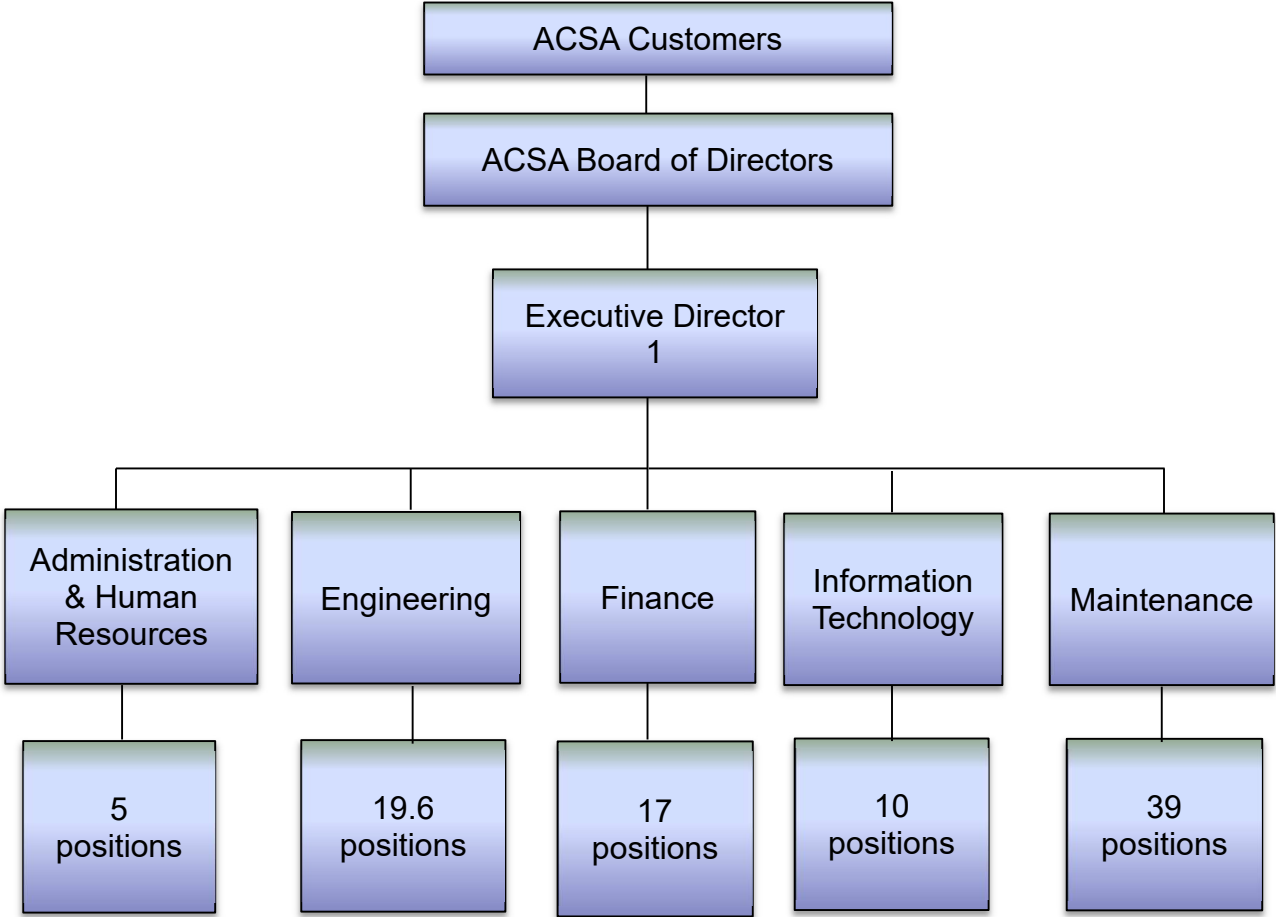 ACSA Customers
ACSA Board of Directors
Executive Director
1
Administration
& Human
Resources
Engineering
Finance
Information
Technology
Maintenance
5
positions
19.6
positions
17
positions
10
positions
39
positions